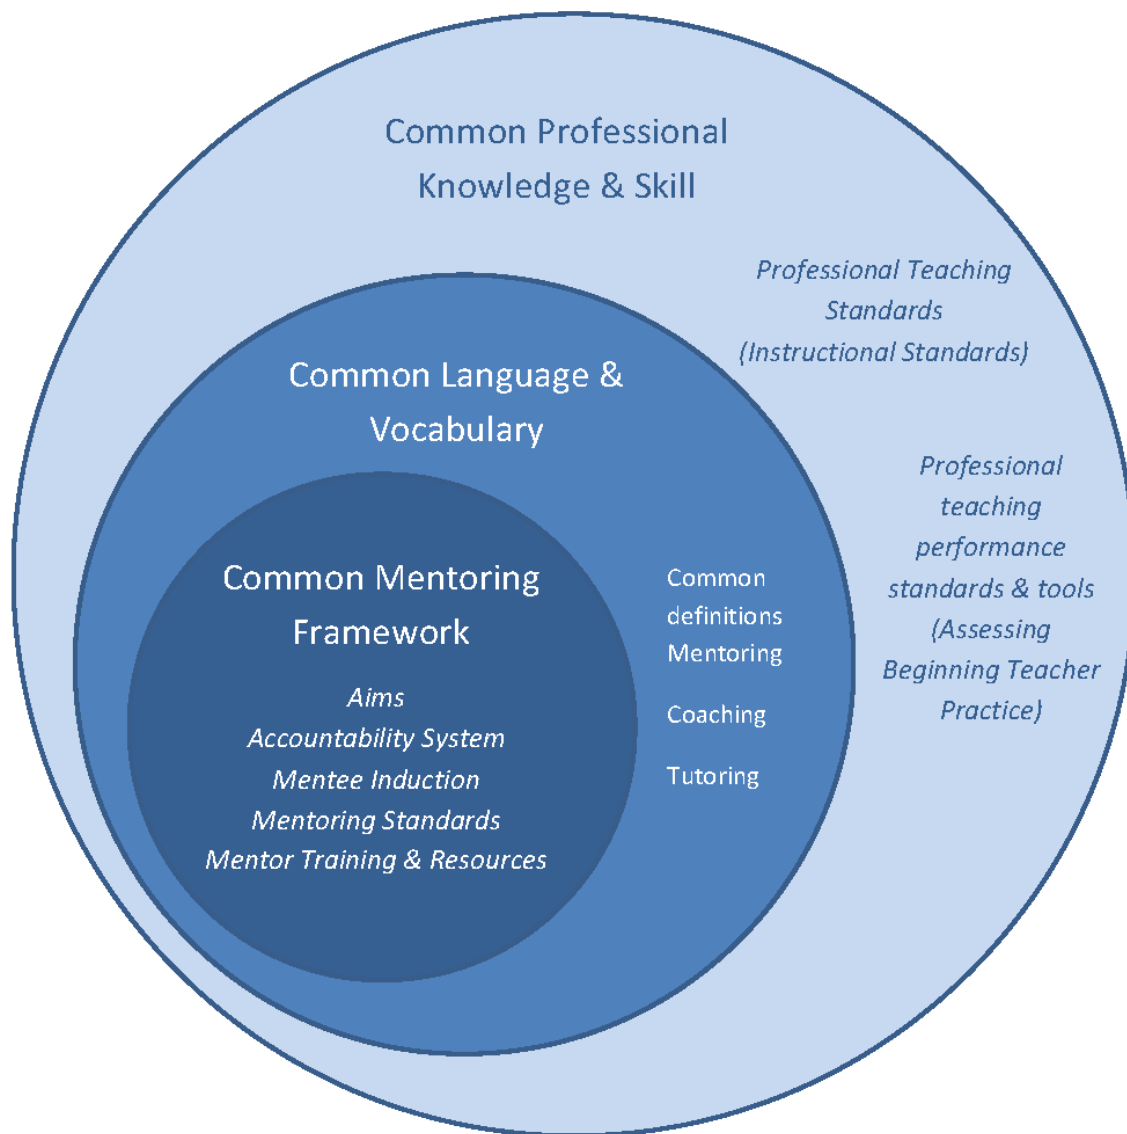 Common Professional
Knowledge & Skill
Professional Teaching
Standards
(Instructional Standards)
Common Language &
Vocabulary
Professional
teaching
performance
standards & tools
(Assessing
Beginning Teacher
Practice)
Common Mentoring
Framework
Aims
Accountability System
Mentee Induction
Mentoring Standards
Mentor Training & Resources
Common
definitions
Mentoring
Coaching
Tutoring